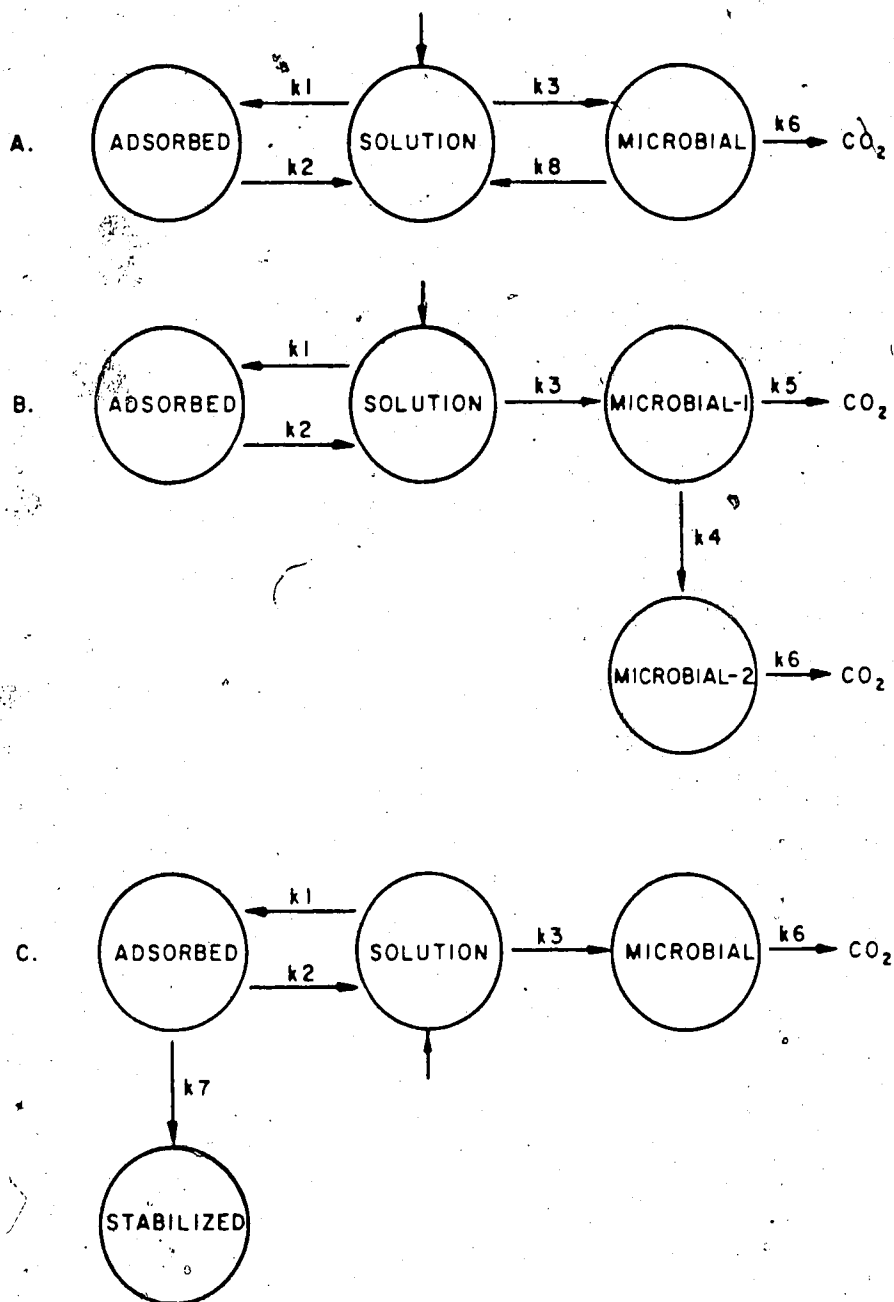 k1 k3
A. ADSORBED SOLUTION MICROBIAL k6 CO₂
k2 k8
k1
B. ADSORBED SOLUTION k3 MICROBIAL-1 k5 CO₂
k2
k4
MICROBIAL-2 k6 CO₂
k1
C. ADSORBED SOLUTION k3 MICROBIAL k6 CO₂
k2
k7
STABILIZED